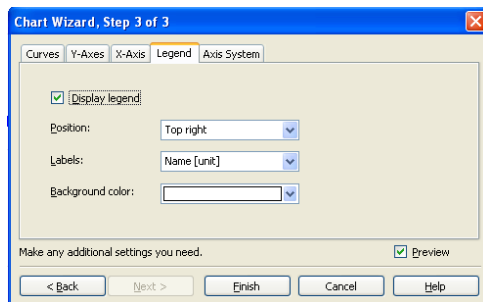 Chart Wizard, Step 3 of 3
Curves Y-Axes X-Axis Legend Axis System
Display legend
Position: Top right
Labels: Name [unit]
Background color:
Make any additional settings you need. Preview
< Back Next > Finish Cancel Help